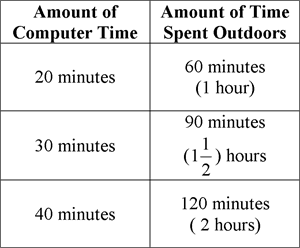 Amount of Computer Time
Amount of Time Spent Outdoors
20 minutes
60 minutes
(1 hour)
30 minutes
90 minutes
(1 1/2) hours
40 minutes
120 minutes
( 2 hours)